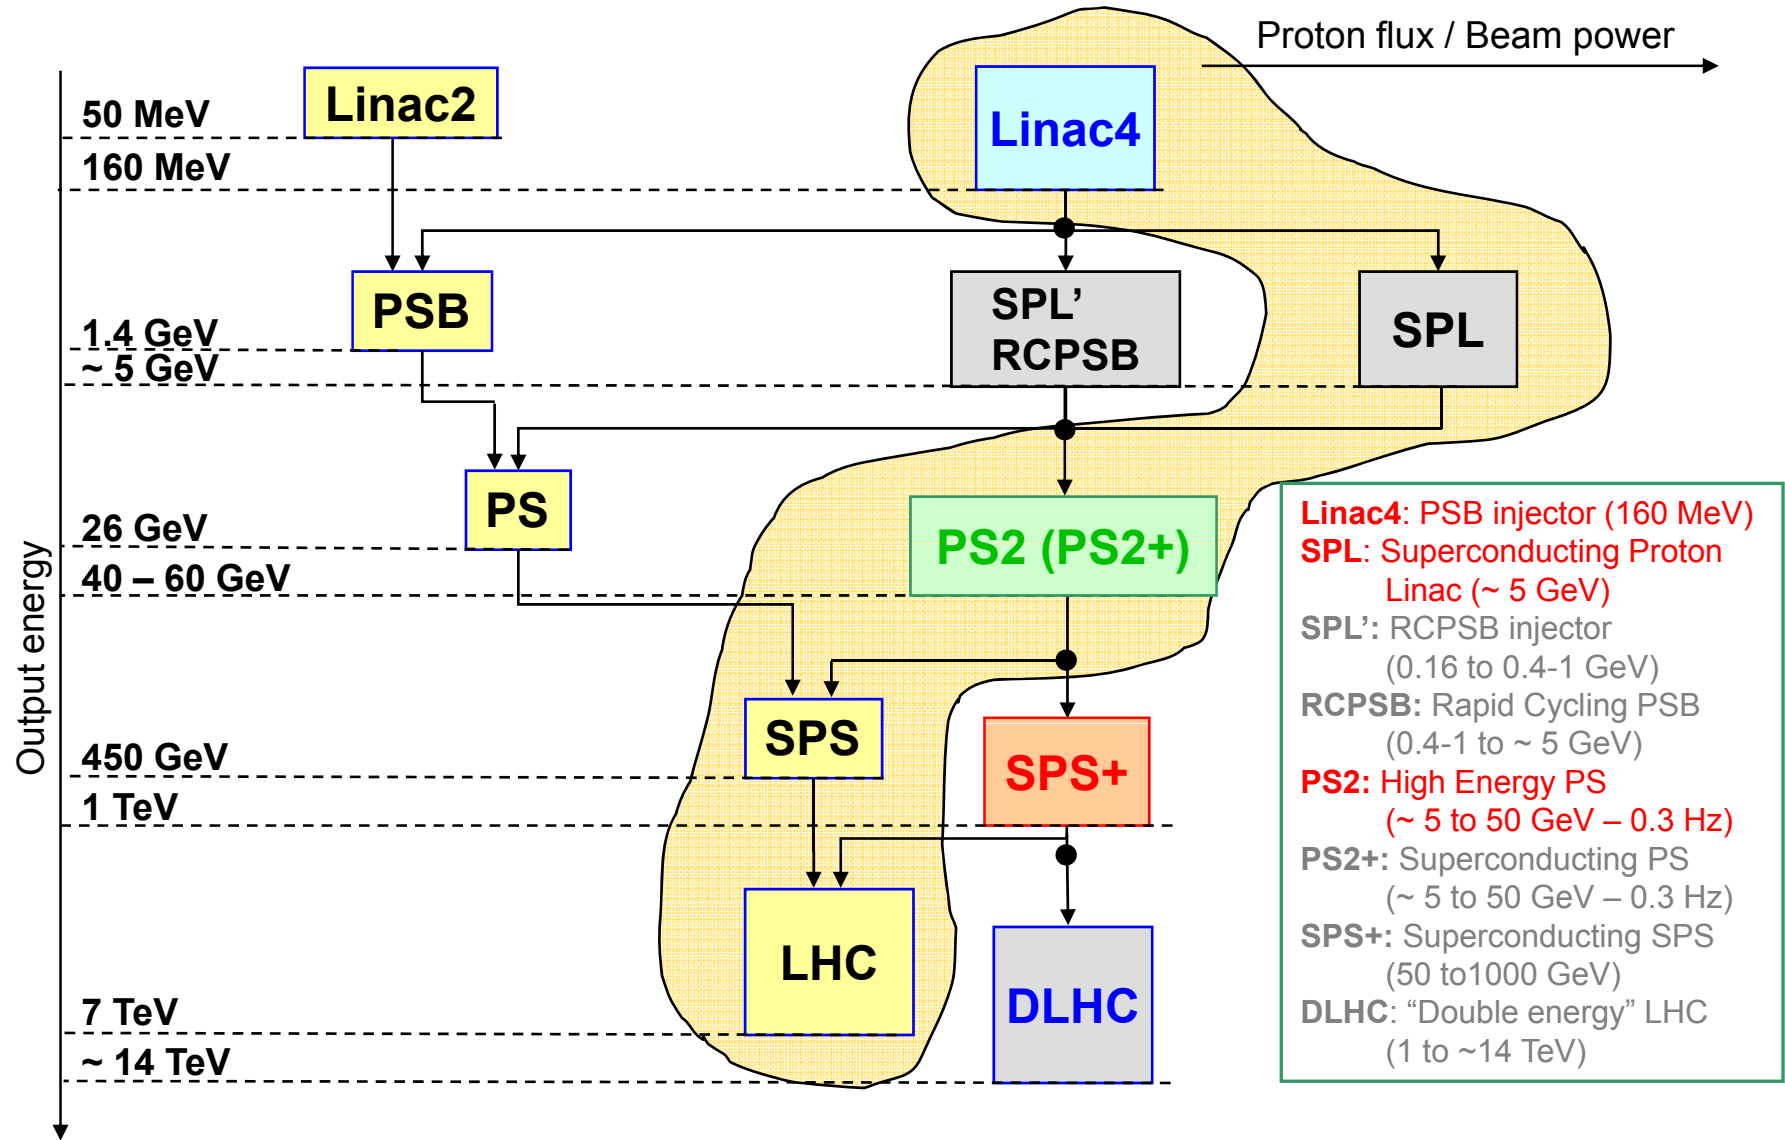 Proton flux / Beam power
Linac2
Linac4
50 MeV
160 MeV
PSB
SPL’
RCPSB
SPL
1.4 GeV
~ 5 GeV
PS
PS2 (PS2+)
26 GeV
40 – 60 GeV
Output energy
SPS
SPS+
450 GeV
1 TeV
LHC
DLHC
7 TeV
~ 14 TeV
Linac4: PSB injector (160 MeV)
SPL: Superconducting Proton
Linac (~ 5 GeV)
SPL’: RCPSB injector
(0.16 to 0.4-1 GeV)
RCPSB: Rapid Cycling PSB
(0.4-1 to ~ 5 GeV)
PS2: High Energy PS
(~ 5 to 50 GeV – 0.3 Hz)
PS2+: Superconducting PS
(~ 5 to 50 GeV – 0.3 Hz)
SPS+: Superconducting SPS
(50 to1000 GeV)
DLHC: “Double energy” LHC
(1 to ~14 TeV)